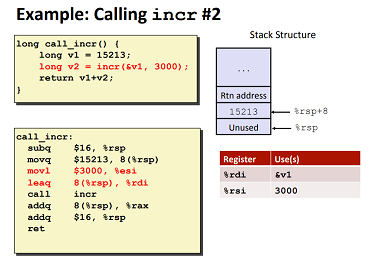 Example: Calling incr #2
long call_incr() {
    long v1 = 15213;
    long v2 = incr(&v1, 3000);
    return v1+v2;
}
Stack Structure
...
Rtn address
15213
%rsp+8
Unused
%rsp
call_incr:
  subq    $16, %rsp
  movq    $15213, 8(%rsp)
  movl    $3000, %esi
  leaq    8(%rsp), %rdi
  call    incr
  addq    8(%rsp), %rax
  addq    $16, %rsp
  ret
Register Use(s)
%rdi &v1
%rsi 3000